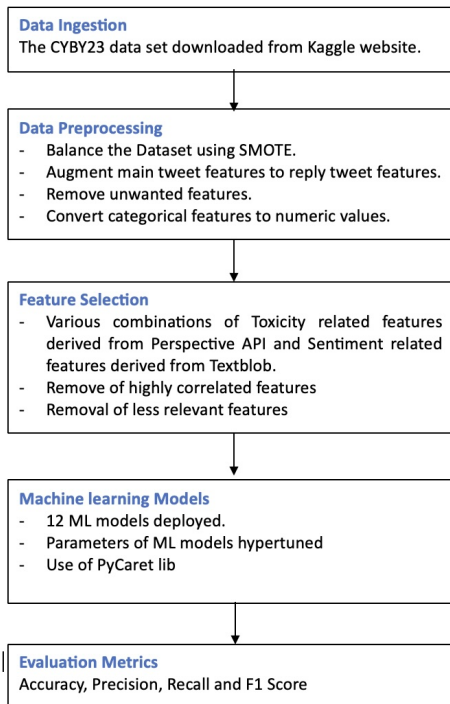 Data Ingestion
The CYBY23 data set downloaded from Kaggle website.
Data Preprocessing
- Balance the Dataset using SMOTE.
- Augment main tweet features to reply tweet features.
- Remove unwanted features.
- Convert categorical features to numeric values.
Feature Selection
- Various combinations of Toxicity related features
derived from Perspective API and Sentiment related
features derived from Textblob.
- Remove of highly correlated features
- Removal of less relevant features
Machine learning Models
- 12 ML models deployed.
- Parameters of ML models hypertuned
- Use of PyCaret lib
Evaluation Metrics
Accuracy, Precision, Recall and F1 Score